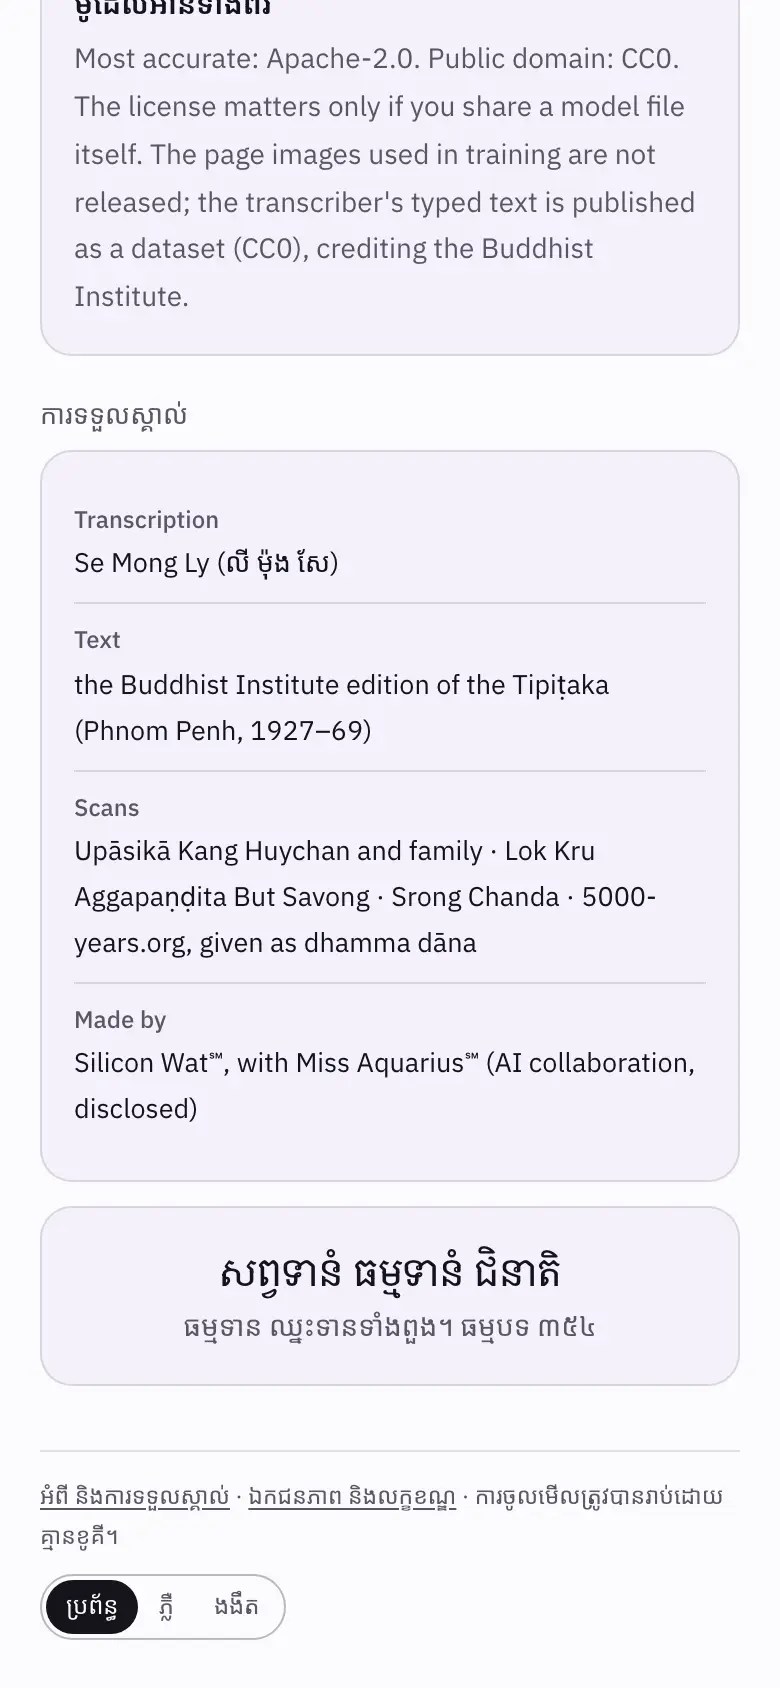 ម៉ូដែលអានទាំងពីរ
Most accurate: Apache-2.0. Public domain: CC0.
The license matters only if you share a model file
itself. The page images used in training are not
released; the transcriber's typed text is published
as a dataset (CC0), crediting the Buddhist
Institute.
ការទទួលស្គាល់
Transcription
Se Mong Ly (លី ម៉ុង សែ)
Text
the Buddhist Institute edition of the Tipiṭaka
(Phnom Penh, 1927–69)
Scans
Upāsikā Kang Huychan and family · Lok Kru
Aggapaṇḍita But Savong · Srong Chanda · 5000-
years.org, given as dhamma dāna
Made by
Silicon Wat℠, with Miss Aquarius℠ (AI collaboration,
disclosed)
សព្វទានំ ធម្មទានំ ជិនាតិ
ធម្មទាន ឈ្នះទានទាំងពួង។ ធម្មបទ ៣៥៤
អំពី និងការទទួលស្គាល់ · ឯកជនភាព និងលក្ខខណ្ឌ · ការចូលមើលត្រូវបានរាប់ដោយ
គ្មានខូគី។
ប្រព័ន្ធ ភ្លឺ ងងឹត